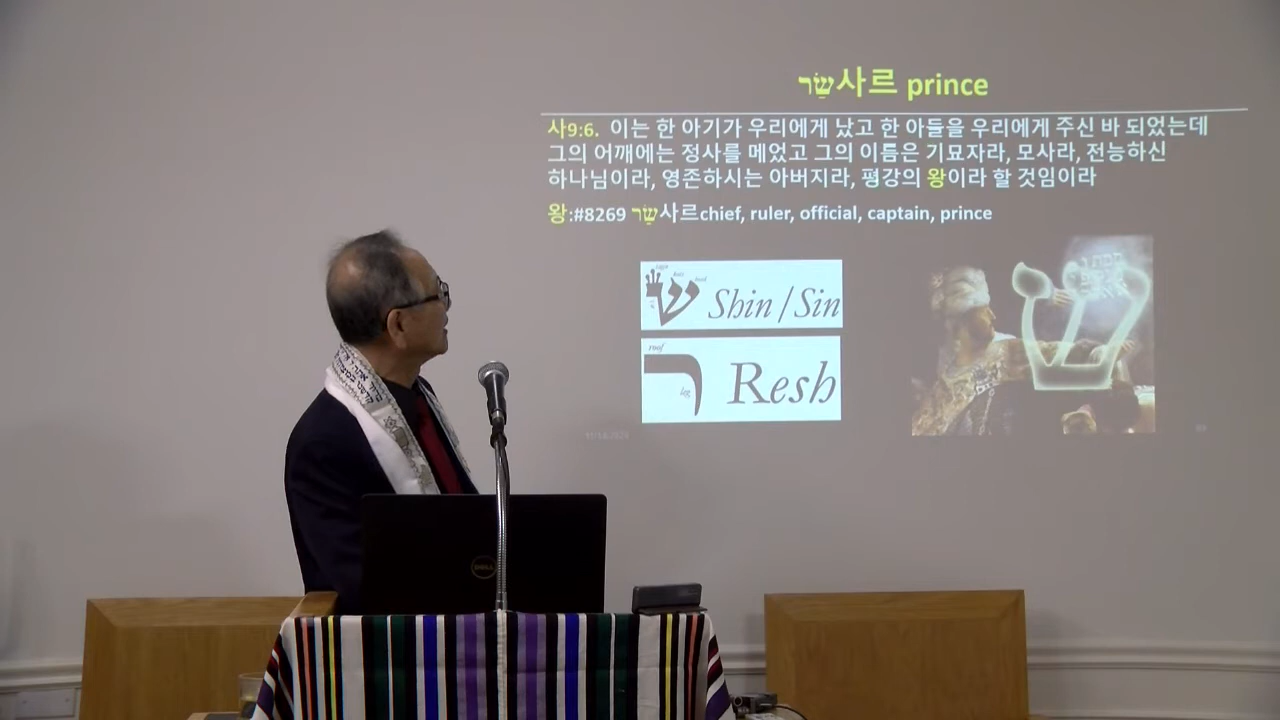 שַׂר사르 prince
사9:6. 이는 한 아기가 우리에게 났고 한 아들을 우리에게 주신 바 되었는데
그의 어깨에는 정사를 메었고 그의 이름은 기묘자라, 모사라, 전능하신
하나님이라, 영존하시는 아버지라, 평강의 왕이라 할 것임이라
왕:#8269 שַׂר사르chief, ruler, official, captain, prince
ש Shin / Sin
roof
ר Resh
leg
ש
DELL